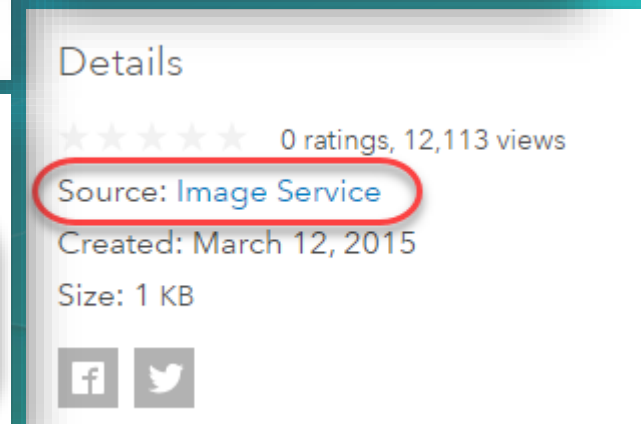 Details
0 ratings, 12,113 views
Source: Image Service
Created: March 12, 2015
Size: 1 KB